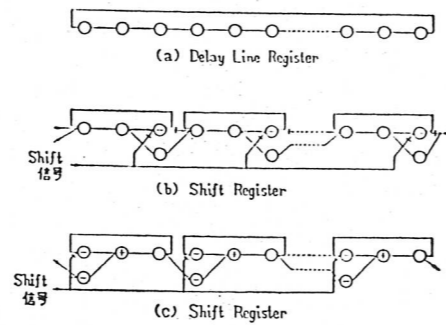 (a) Delay Line Register
Shift
信号
(b) Shift Register
Shift
信号
(c) Shift Register